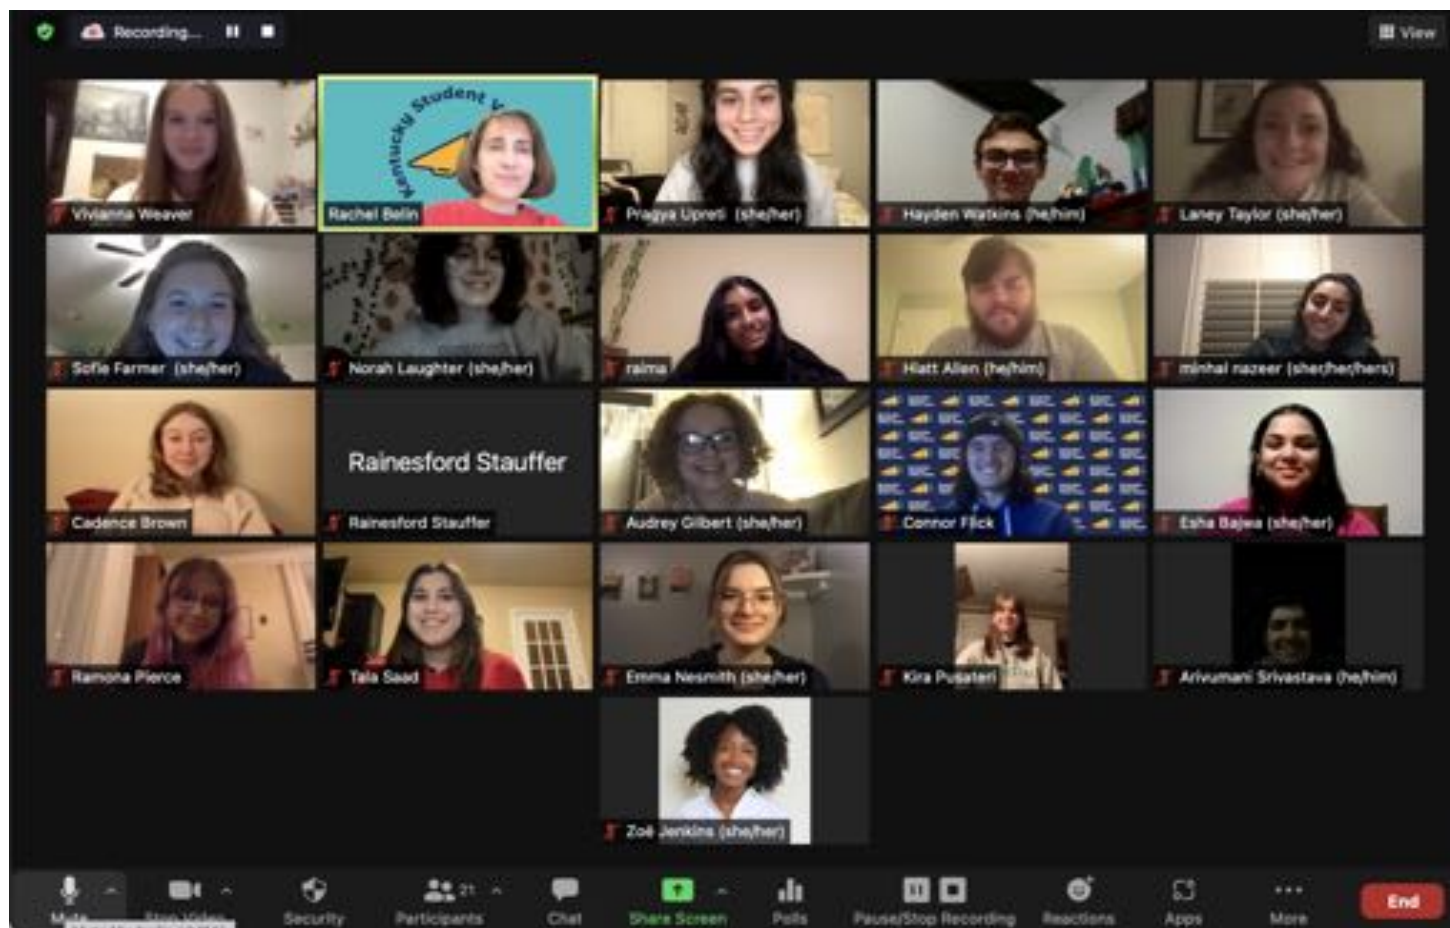 Recording...
View
Kentucky Student V
Vivianna Weaver
Rachel Belin
Pragya Upreti (she/her)
Hayden Watkins (he/him)
Laney Taylor (she/her)
Sofie Farmer (she/her)
Norah Laughter (she/her)
raima
Hiatt Allen (he/him)
minhal nazeer (sher/her/hers)
Cadence Brown
Rainesford Stauffer
Rainesford Stauffer
Audrey Gilbert (she/her)
Connor Flick
Esha Bajwa (she/her)
Ramona Pierce
Tala Saad
Emma Nesmith (she/her)
Kira Pusateri
Arivumani Srivastava (he/him)
Zoë Jenkins (she/her)
Mute
Stop Video
Security
Participants
21
Chat
Share Screen
Polls
Pause/Stop Recording
Reactions
Apps
More
End